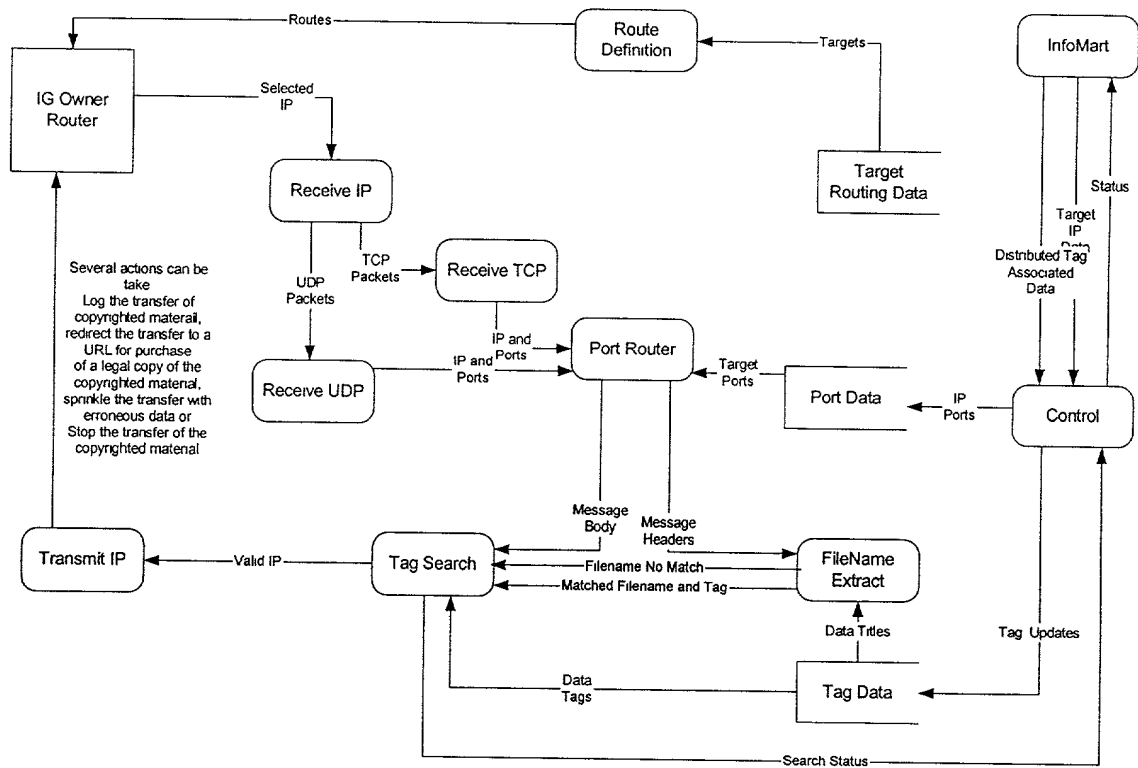 Routes
Route
Definition
Targets
InfoMart
IG Owner
Router
Selected
IP
Receive IP
Target
Routing Data
Status
Target
IP
Data
Distributed Tag
Associated
Data
UDP
Packets
TCP
Packets
Receive TCP
Several actions can be
take
Log the transfer of
copyrighted materail,
redirect the transfer to a
URL for purchase
of a legal copy of the
copyrighted material,
sprinkle the transfer with
erroneous data or
Stop the transfer of the
copyrighted material
IP and
Ports
Port Router
Receive UDP
IP and
Ports
Target
Ports
Port Data
IP
Ports
Control
Message
Body
Message
Headers
Transmit IP
Valid IP
Tag Search
Filename No Match
Matched Filename and Tag
FileName
Extract
Data Titles
Tag Updates
Data
Tags
Tag Data
Search Status